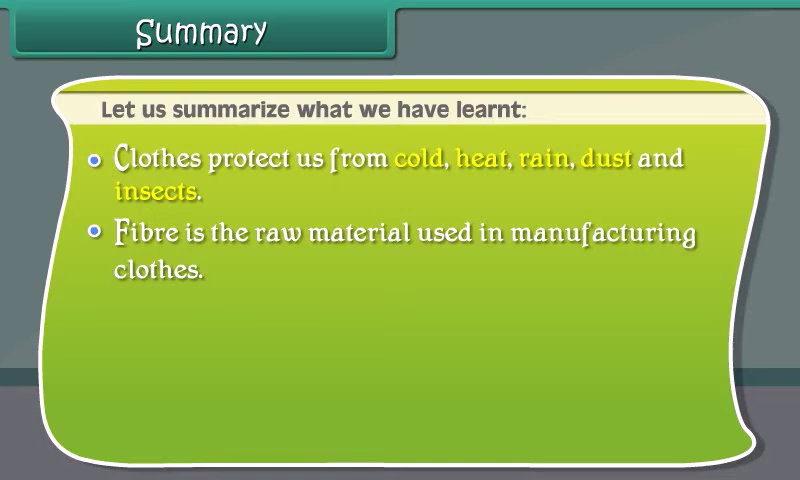 Summary
Let us summarize what we have learnt:
Clothes protect us from cold, heat, rain, dust and
insects.
Fibre is the raw material used in manufacturing
clothes.